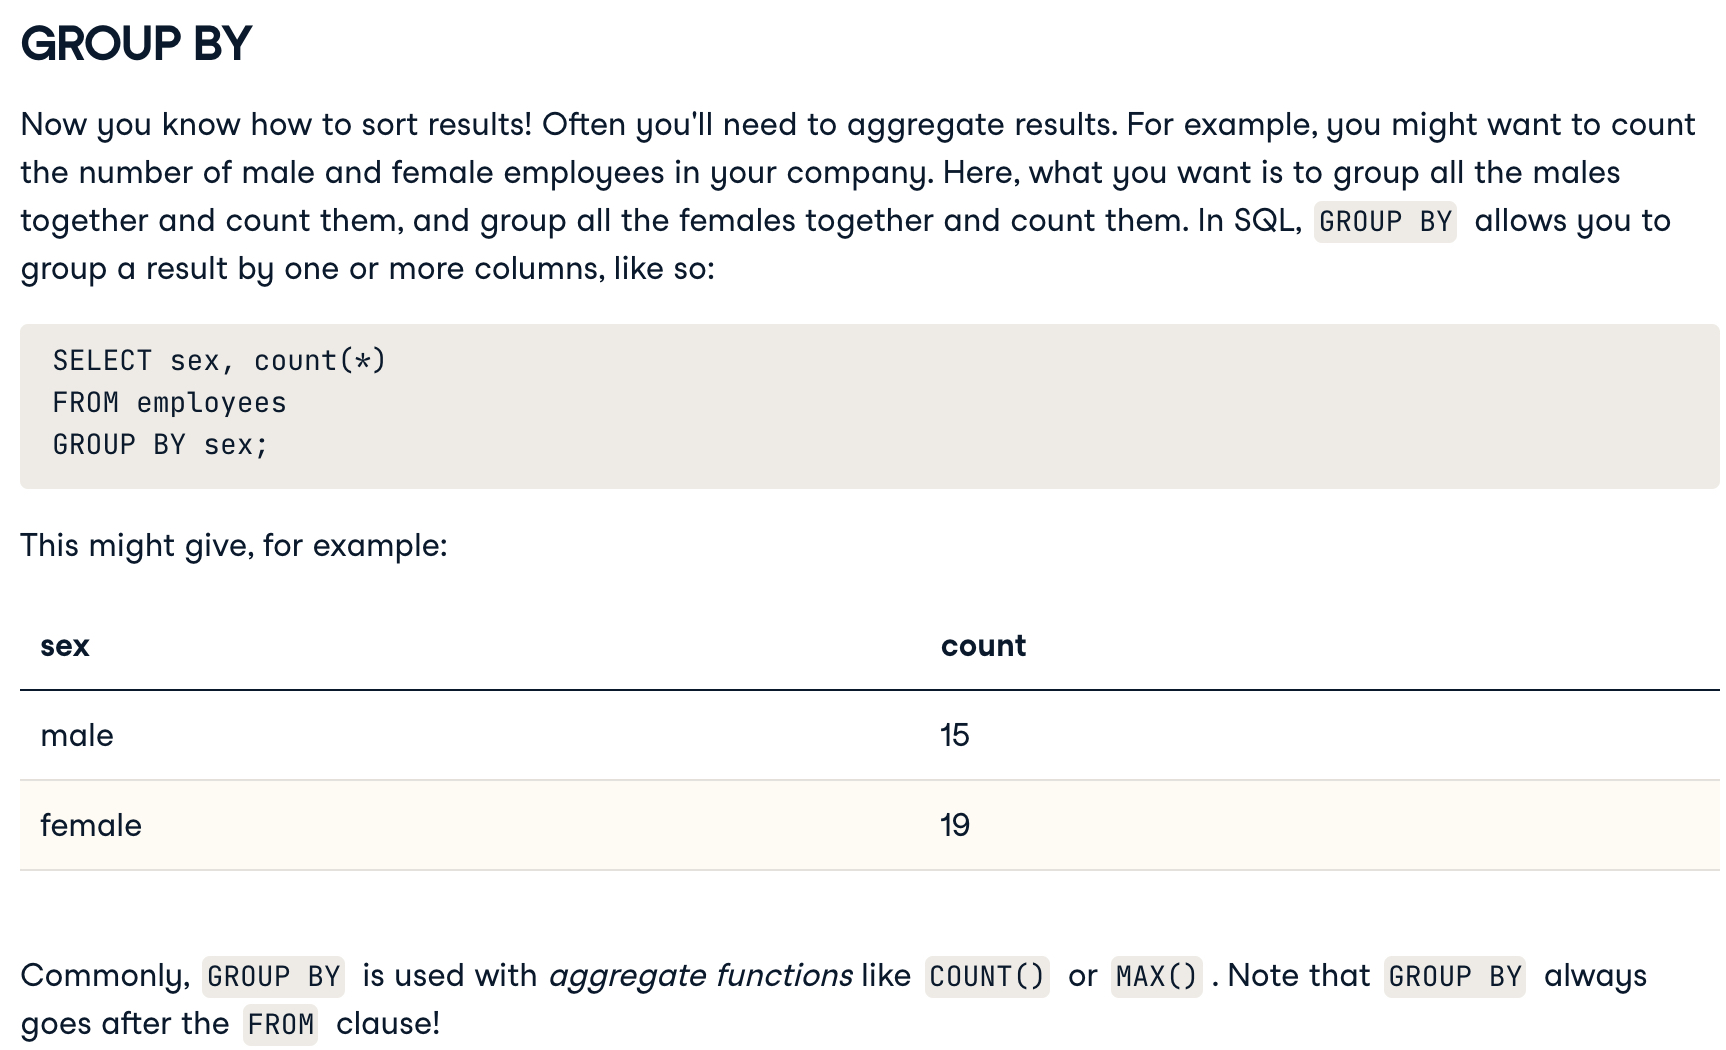 GROUP BY
Now you know how to sort results! Often you'll need to aggregate results. For example, you might want to count
the number of male and female employees in your company. Here, what you want is to group all the males
together and count them, and group all the females together and count them. In SQL, GROUP BY allows you to
group a result by one or more columns, like so:
SELECT sex, count(*)
FROM employees
GROUP BY sex;
This might give, for example:
sex count
male 15
female 19
Commonly, GROUP BY is used with aggregate functions like COUNT() or MAX() . Note that GROUP BY always
goes after the FROM clause!